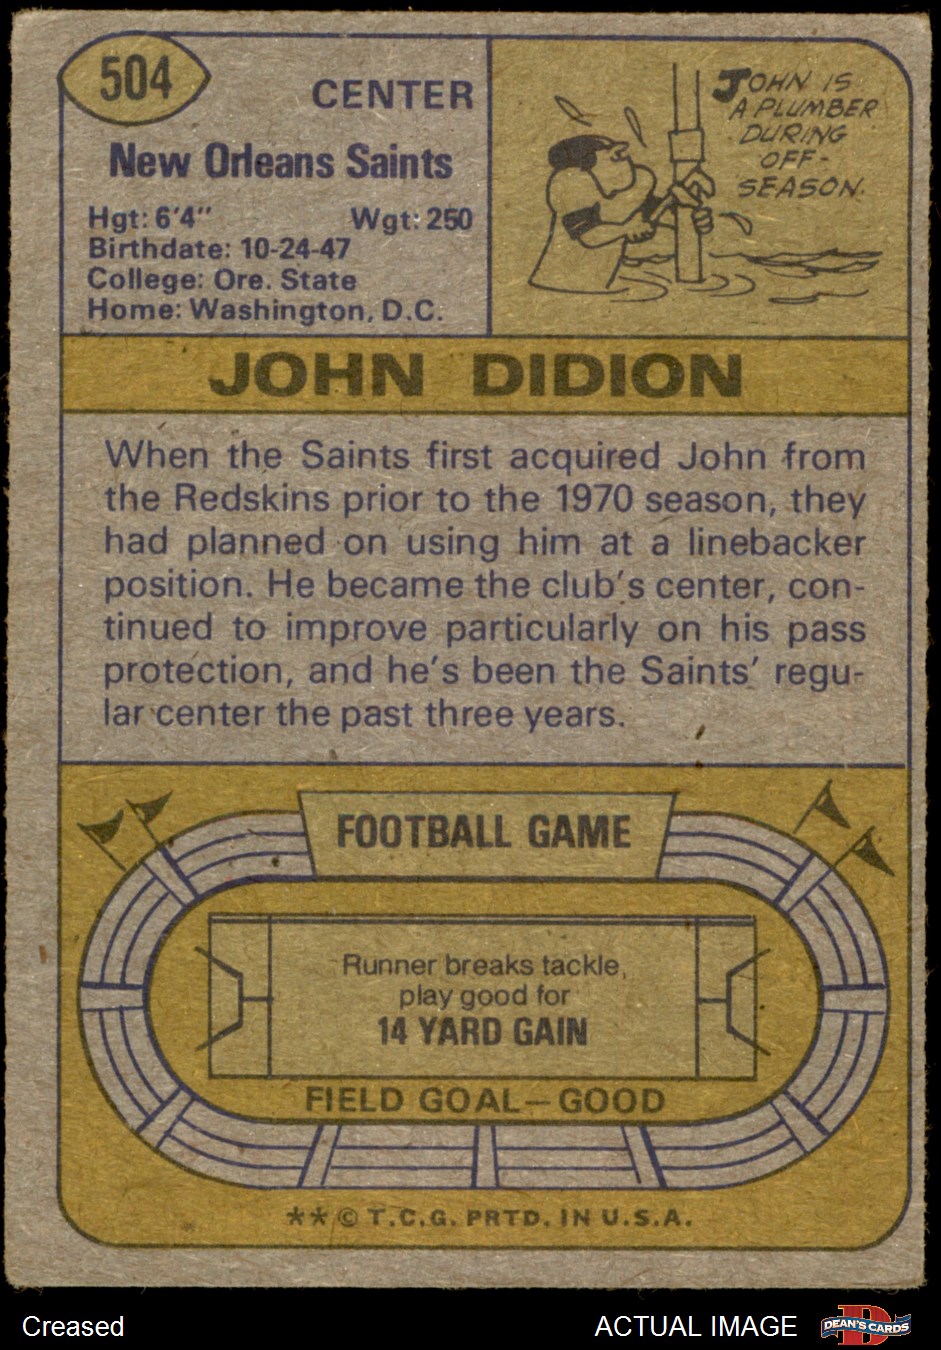 504
CENTER
New Orleans Saints
Hgt: 6'4" Wgt: 250
Birthdate: 10-24-47
College: Ore. State
Home: Washington, D.C.
JOHN IS
A PLUMBER
DURING
OFF-
SEASON.
JOHN DIDION
When the Saints first acquired John from
the Redskins prior to the 1970 season, they
had planned on using him at a linebacker
position. He became the club's center, con-
tinued to improve particularly on his pass
protection, and he's been the Saints' regu-
lar center the past three years.
FOOTBALL GAME
Runner breaks tackle,
play good for
14 YARD GAIN
FIELD GOAL—GOOD
** © T.C.G. PRTD. IN U.S.A.
Creased
ACTUAL IMAGE
D
DEAN'S CARDS